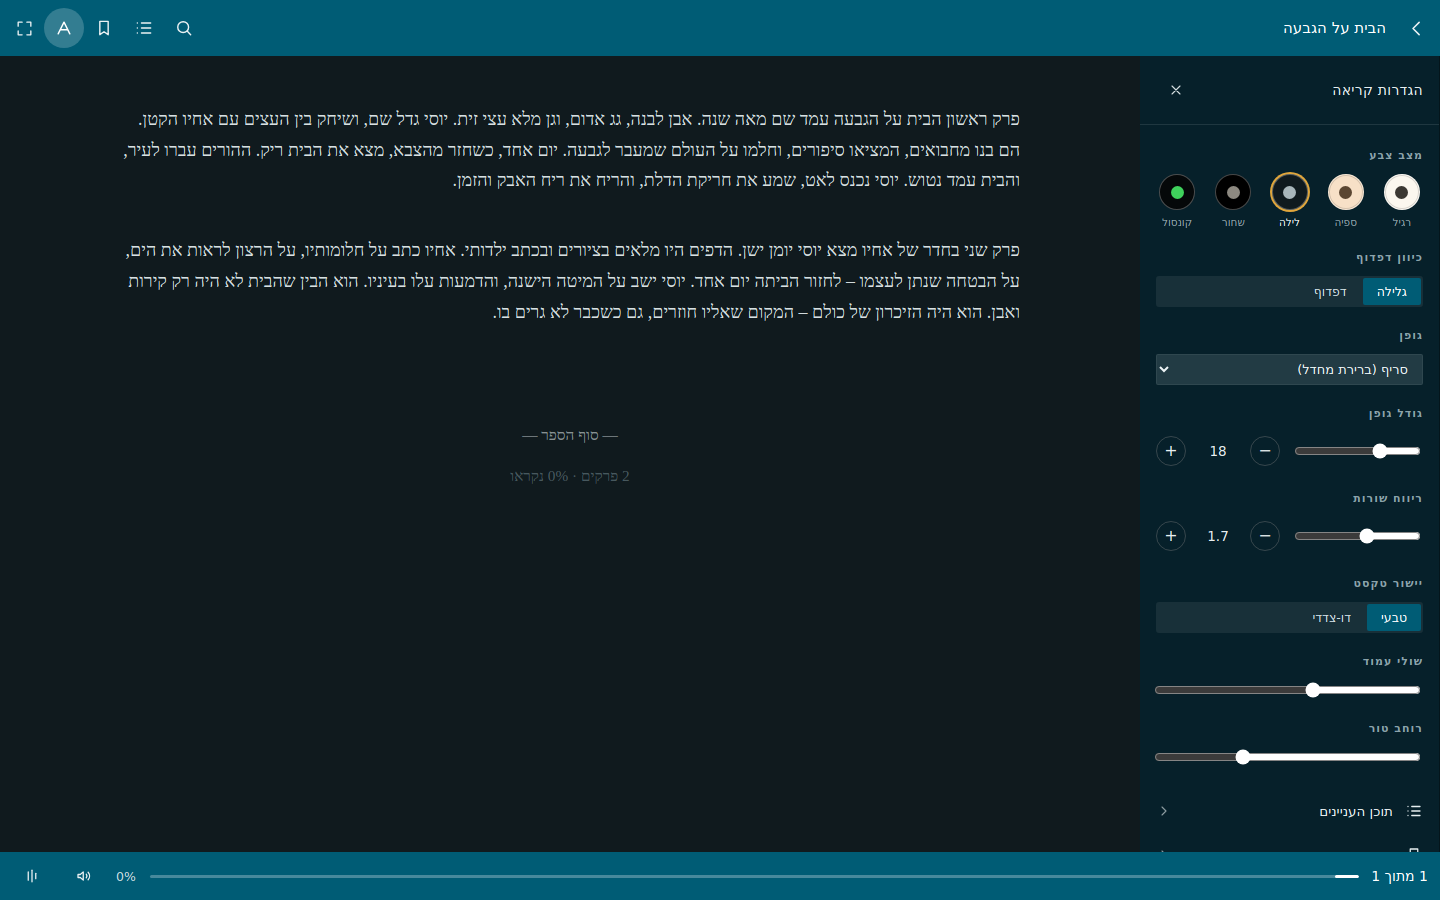 הבית על הגבעה
הגדרות קריאה
מצב צבע
רגיל
ספיה
לילה
שחור
קונסול
כיוון דפדוף
גלילה
דפדוף
גופן
סריף (ברירת מחדל)
גודל גופן
− 18 +
ריווח שורות
− 1.7 +
יישור טקסט
טבעי
דו-צדדי
שולי עמוד
רוחב טור
תוכן העניינים
פרק ראשון הבית על הגבעה עמד שם מאה שנה. אבן לבנה, גג אדום, וגן מלא עצי זית. יוסי גדל שם, ושיחק בין העצים עם אחיו הקטן.
הם בנו מחבואים, המציאו סיפורים, וחלמו על העולם שמעבר לגבעה. יום אחד, כשחזר מהצבא, מצא את הבית ריק. ההורים עברו לעיר,
והבית עמד נטוש. יוסי נכנס לאט, שמע את חריקת הדלת, והריח את ריח האבק והזמן.
פרק שני בחדר של אחיו מצא יוסי יומן ישן. הדפים היו מלאים בציורים ובכתב ילדותי. אחיו כתב על חלומותיו, על הרצון לראות את הים,
על הבטחה שנתן לעצמו – לחזור הביתה יום אחד. יוסי ישב על המיטה הישנה, והדמעות עלו בעיניו. הוא הבין שהבית לא היה רק קירות
ואבן. הוא היה הזיכרון של כולם – המקום שאליו חוזרים, גם כשכבר לא גרים בו.
— סוף הספר —
2 פרקים · 0% נקראו
1 מתוך 1
0%